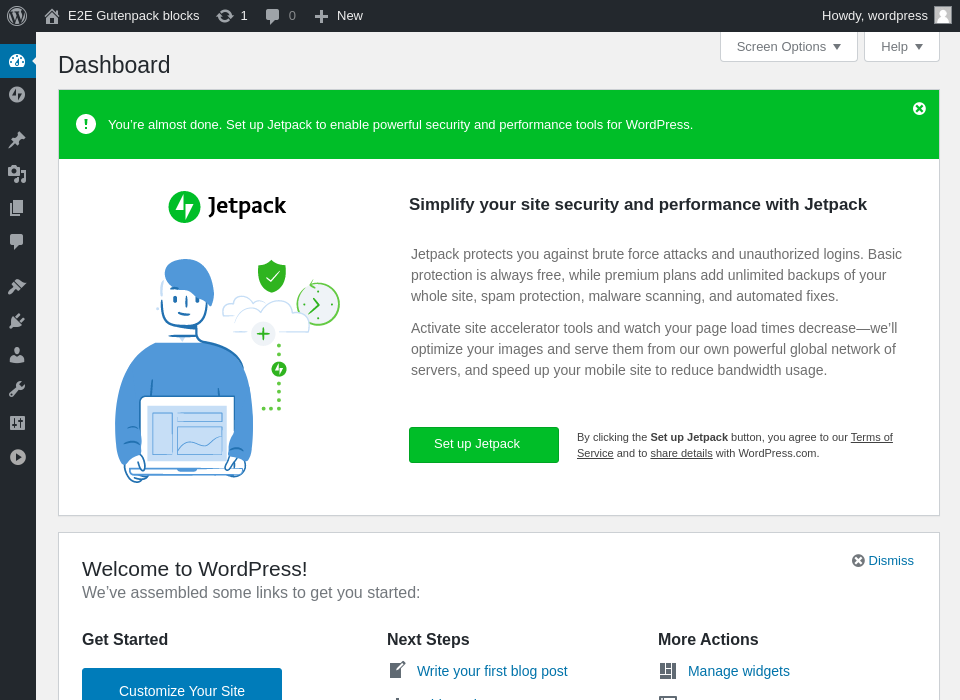 E2E Gutenpack blocks 1 0 New Howdy, wordpress
Screen Options Help
Dashboard
You’re almost done. Set up Jetpack to enable powerful security and performance tools for WordPress.
Jetpack
Simplify your site security and performance with Jetpack
Jetpack protects you against brute force attacks and unauthorized logins. Basic
protection is always free, while premium plans add unlimited backups of your
whole site, spam protection, malware scanning, and automated fixes.
Activate site accelerator tools and watch your page load times decrease—we’ll
optimize your images and serve them from our own powerful global network of
servers, and speed up your mobile site to reduce bandwidth usage.
Set up Jetpack
By clicking the Set up Jetpack button, you agree to our Terms of
Service and to share details with WordPress.com.
Dismiss
Welcome to WordPress!
We’ve assembled some links to get you started:
Get Started
Next Steps
More Actions
Write your first blog post
Manage widgets
Customize Your Site